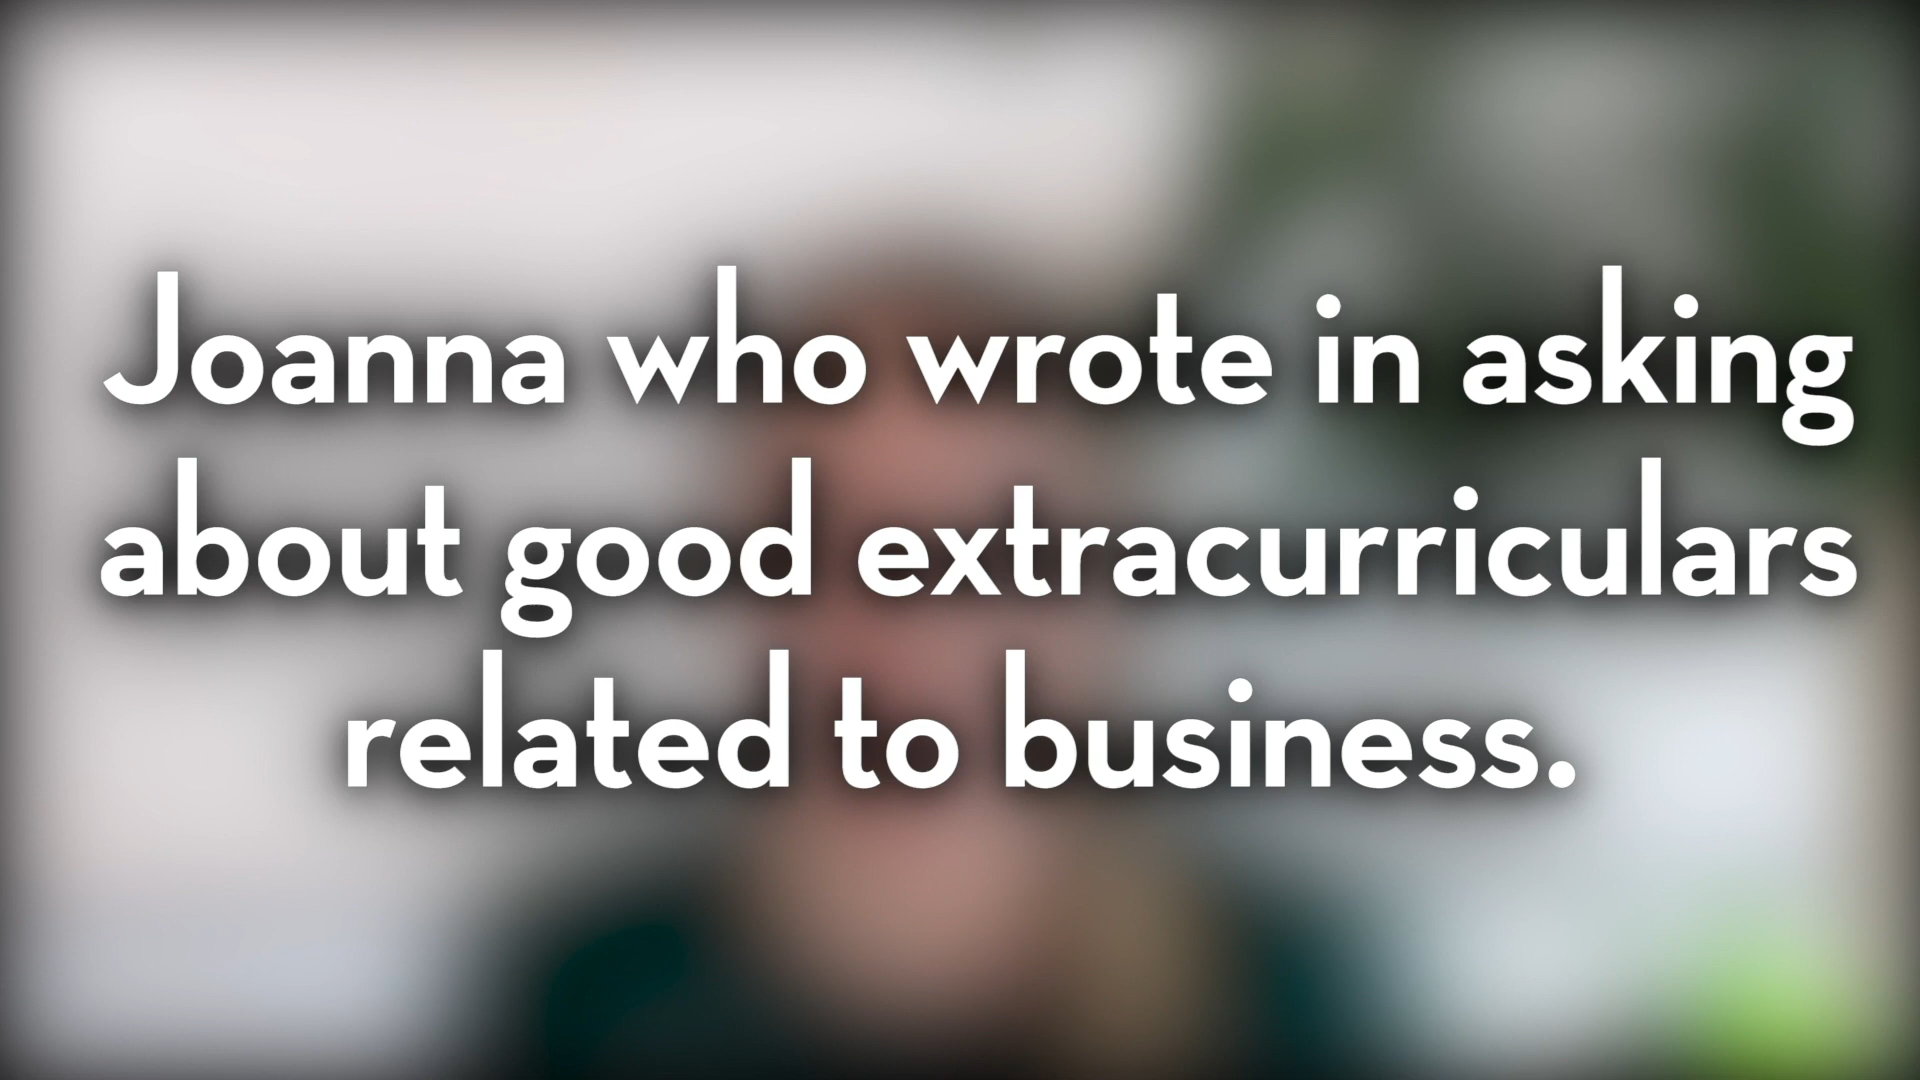 Joanna who wrote in asking
about good extracurriculars
related to business.